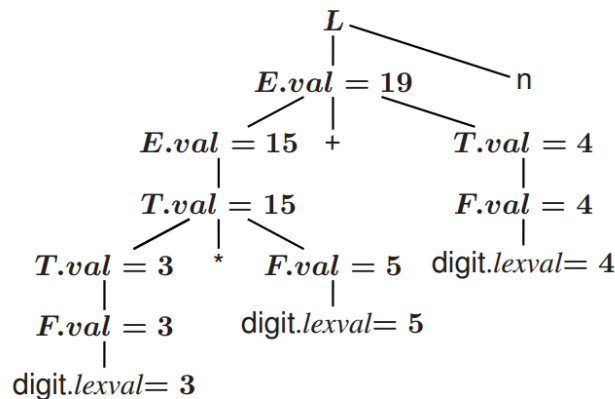 L
E.val = 19 n
E.val = 15 + T.val = 4
T.val = 15 F.val = 4
T.val = 3 * F.val = 5 digit.lexval= 4
F.val = 3 digit.lexval= 5
digit.lexval= 3